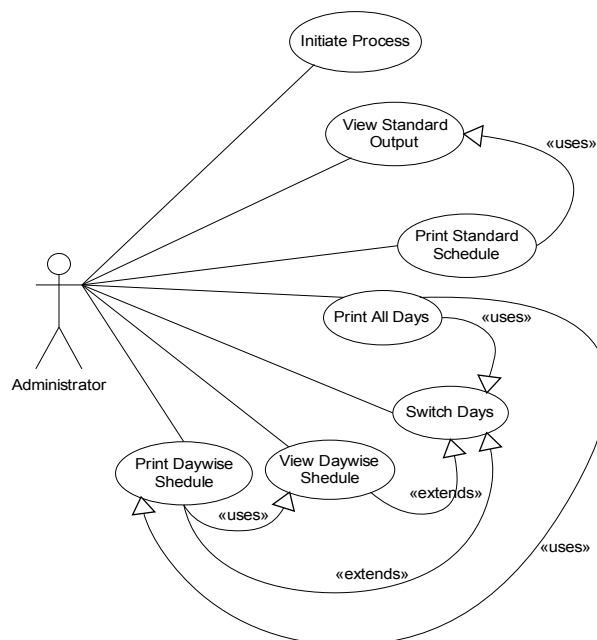 Initiate Process
View Standard
Output
«uses»
Print Standard
Schedule
Print All Days
«uses»
Administrator
Switch Days
Print Daywise
Shedule
View Daywise
Shedule
«extends»
«uses»
«uses»
«extends»